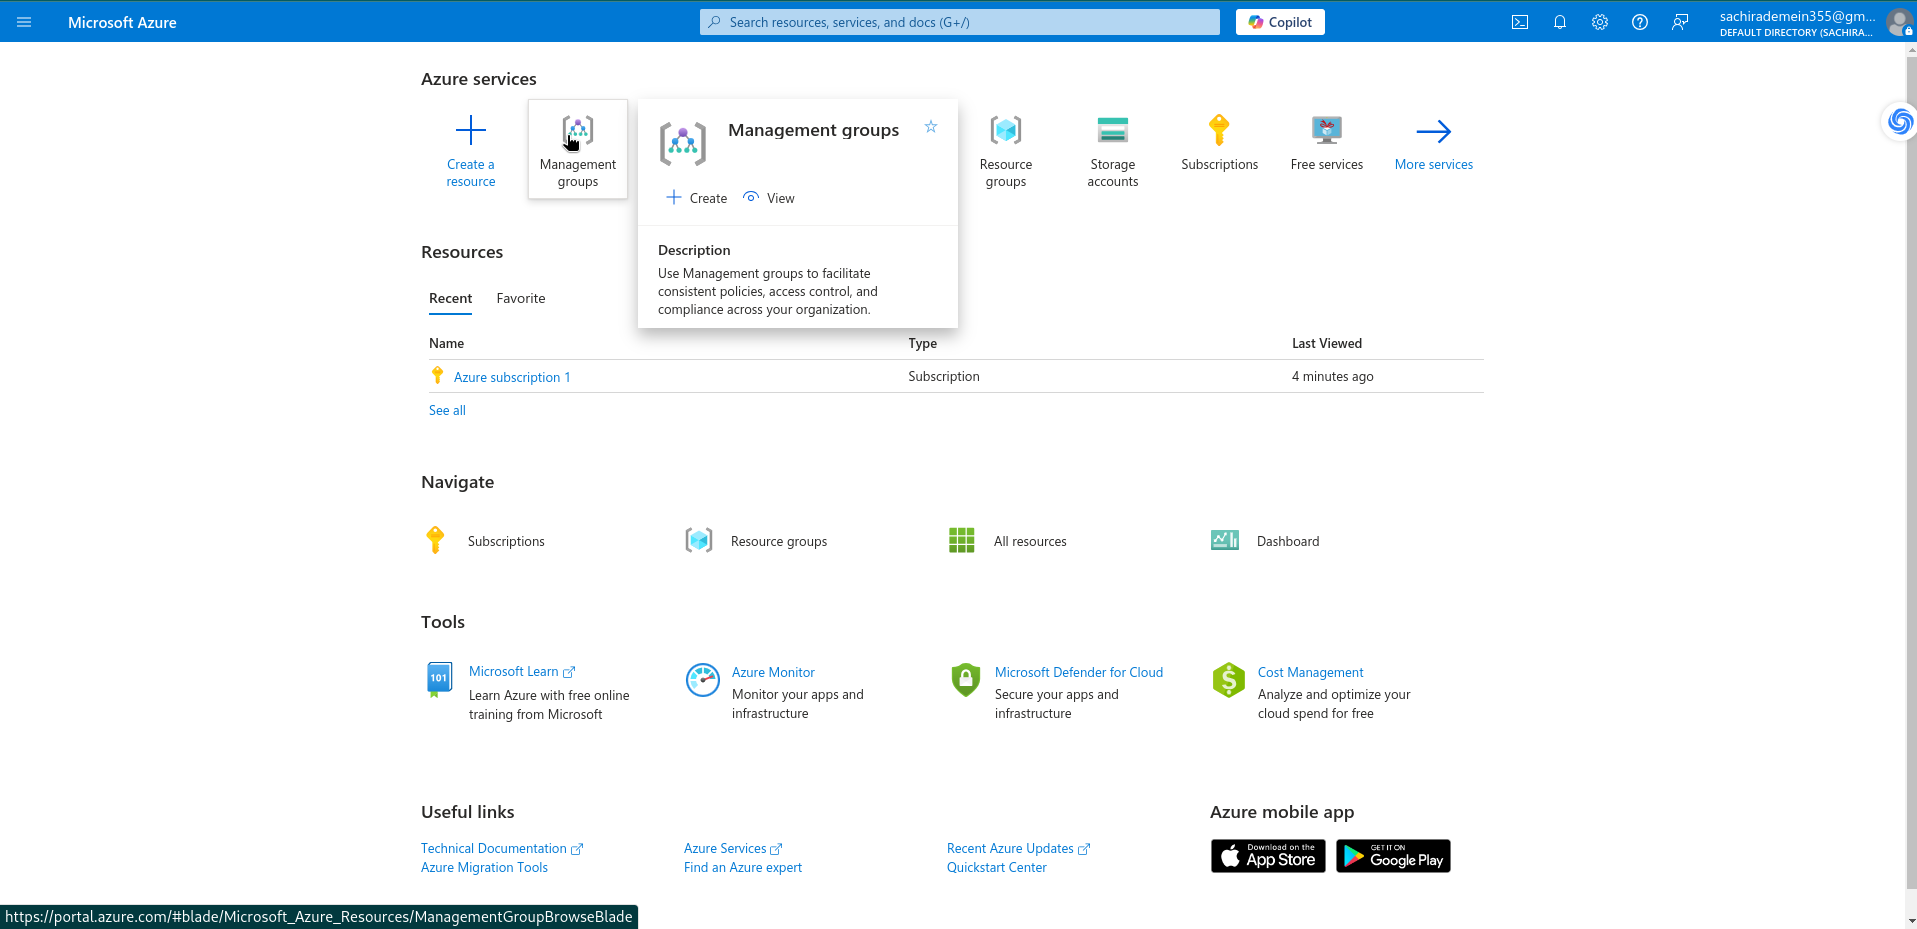 Microsoft Azure
Search resources, services, and docs (G+/)
Copilot
sachirademein355@gm...
DEFAULT DIRECTORY (SACHIRA...
Azure services
Create a
resource
Management
groups
Management groups
Create
View
Description
Use Management groups to facilitate
consistent policies, access control, and
compliance across your organization.
Resource
groups
Storage
accounts
Subscriptions
Free services
More services
Resources
Recent
Favorite
Name Type Last Viewed
Azure subscription 1 Subscription 4 minutes ago
See all
Navigate
Subscriptions
Resource groups
All resources
Dashboard
Tools
101
Microsoft Learn
Learn Azure with free online
training from Microsoft
Azure Monitor
Monitor your apps and
infrastructure
Microsoft Defender for Cloud
Secure your apps and
infrastructure
Cost Management
Analyze and optimize your
cloud spend for free
Useful links
Technical Documentation
Azure Migration Tools
Azure Services
Find an Azure expert
Recent Azure Updates
Quickstart Center
Azure mobile app
Download on the
App Store
GET IT ON
Google Play
https://portal.azure.com/#blade/Microsoft_Azure_Resources/ManagementGroupBrowseBlade